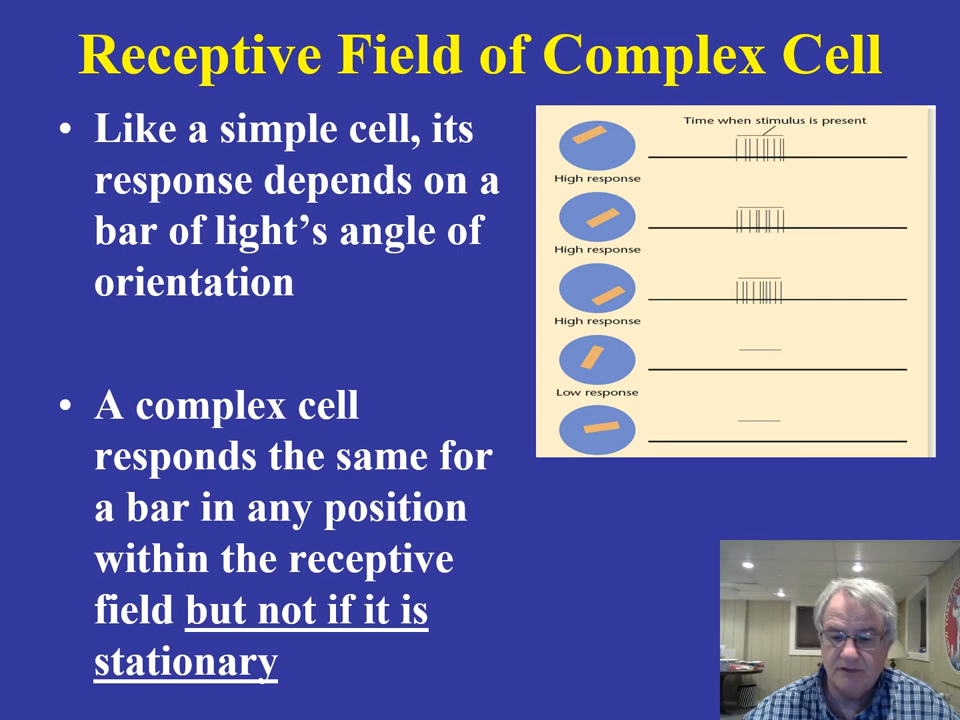 Receptive Field of Complex Cell
• Like a simple cell, its
response depends on a
bar of light’s angle of
orientation
• A complex cell
responds the same for
a bar in any position
within the receptive
field but not if it is
stationary
Time when stimulus is present
High response
High response
High response
Low response